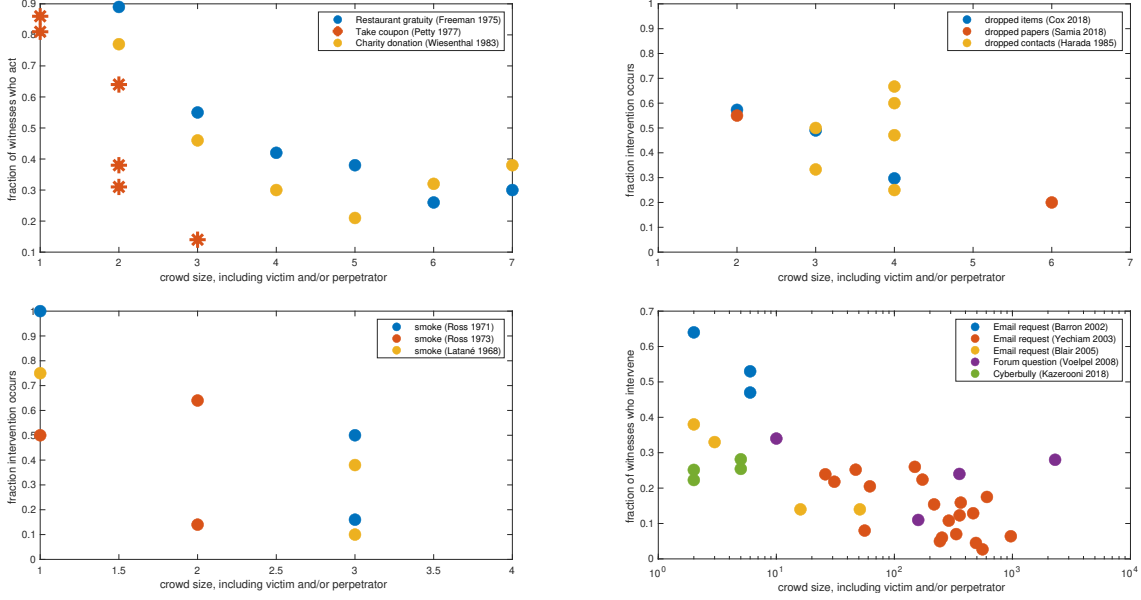 0.9
0.8
0.7
0.6
0.5
0.4
0.3
0.2
0.1
fraction of witnesses who act
Restaurant gratuity (Freeman 1975)
Take coupon (Petty 1977)
Charity donation (Wiesenthal 1983)
1 2 3 4 5 6 7
crowd size, including victim and/or perpetrator
1
0.9
0.8
0.7
0.6
0.5
0.4
0.3
0.2
0.1
0
fraction intervention occurs
dropped items (Cox 2018)
dropped papers (Samia 2018)
dropped contacts (Harada 1985)
1 2 3 4 5 6 7
crowd size, including victim and/or perpetrator
1
0.9
0.8
0.7
0.6
0.5
0.4
0.3
0.2
0.1
0
fraction intervention occurs
smoke (Ross 1971)
smoke (Ross 1973)
smoke (Latané 1968)
1 1.5 2 2.5 3 3.5 4
crowd size, including victim and/or perpetrator
0.7
0.6
0.5
0.4
0.3
0.2
0.1
0
fraction of witnesses who intervene
Email request (Barron 2002)
Email request (Yechiam 2003)
Email request (Blair 2005)
Forum question (Voelpel 2008)
Cyberbully (Kazerooni 2018)
10⁰ 10¹ 10² 10³ 10⁴
crowd size, including victim and/or perpetrator